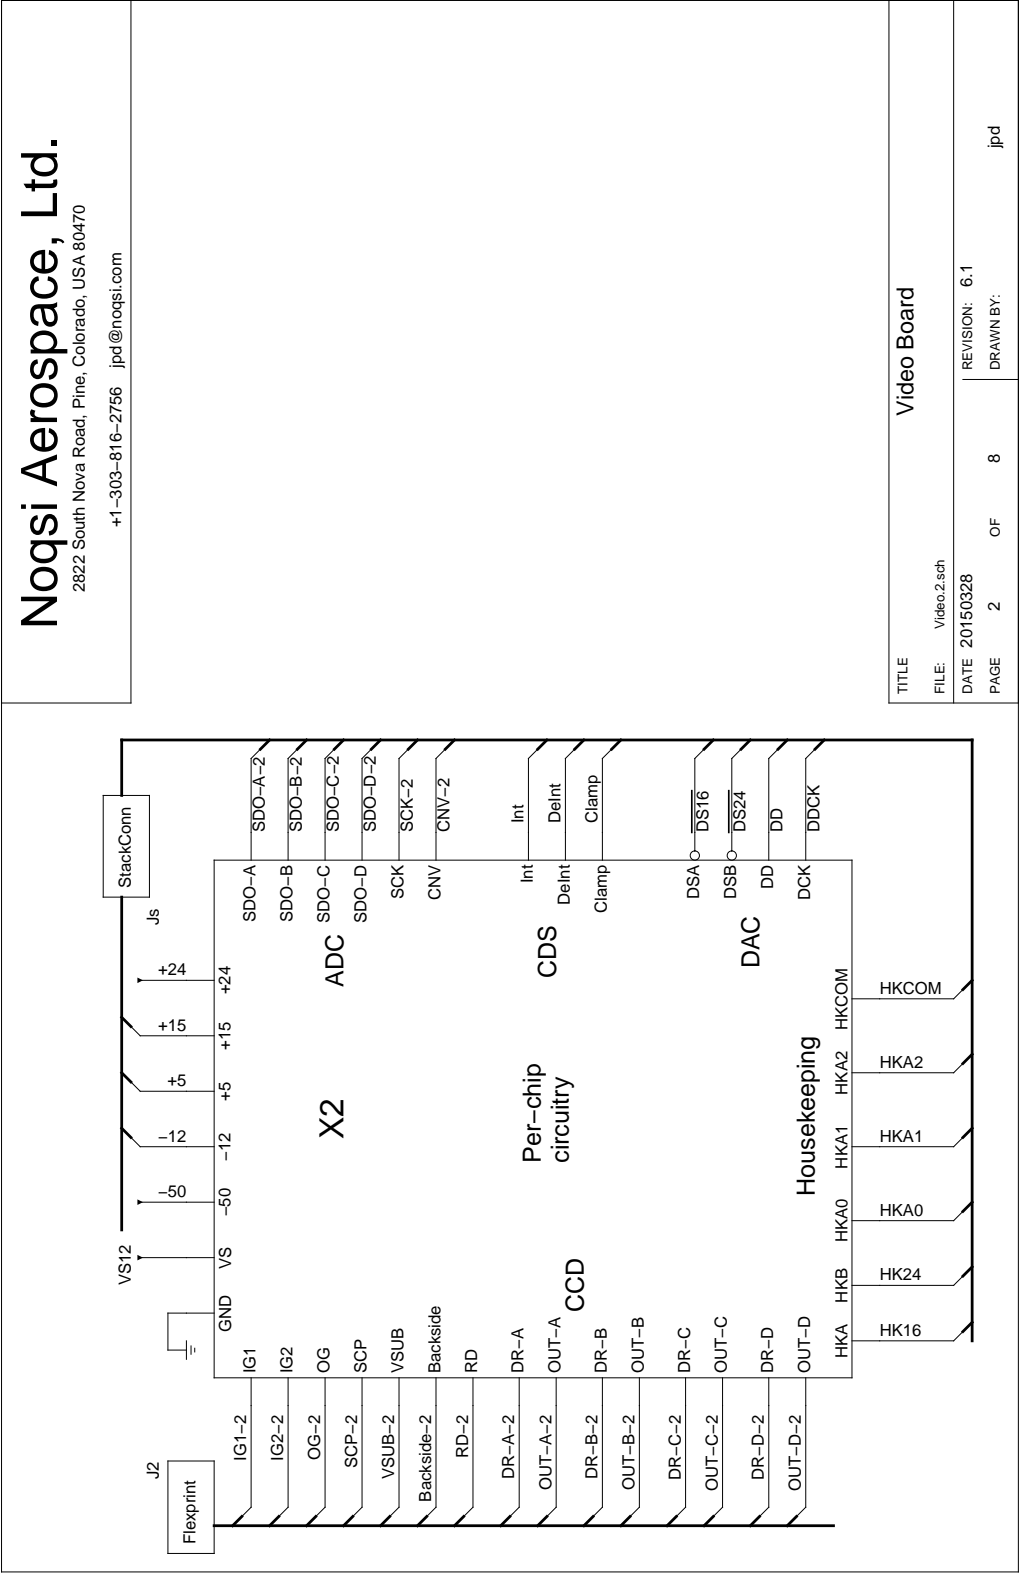 Noqsi Aerospace, Ltd.
2822 South Nova Road, Pine, Colorado, USA 80470
+1−303−816−2756 jpd@noqsi.com
J2
Flexprint
IG1−2
IG2−2
OG−2
SCP−2
VSUB−2
Backside−2
RD−2
DR−A−2
OUT−A−2
DR−B−2
OUT−B−2
DR−C−2
OUT−C−2
DR−D−2
OUT−D−2
IG1
IG2
OG
SCP
VSUB
Backside
RD
DR−A
OUT−A
DR−B
OUT−B
DR−C
OUT−C
DR−D
OUT−D
CCD
VS12
−50
−12
+5
+15
+24
GND
VS
−50
−12
+5
+15
+24
Js
StackConn
X2
Per−chip
circuitry
ADC
CDS
DAC
Housekeeping
SDO−A
SDO−B
SDO−C
SDO−D
SCK
CNV
Int
DeInt
Clamp
DSA
DSB
DD
DCK
SDO−A−2
SDO−B−2
SDO−C−2
SDO−D−2
SCK−2
CNV−2
Int
DeInt
Clamp
DS16
DS24
DD
DDCK
HKA
HKB
HKA0
HKA1
HKA2
HKCOM
HK16
HK24
HKA0
HKA1
HKA2
HKCOM
TITLE
Video Board
FILE: Video.2.sch
DATE 20150328
REVISION: 6.1
PAGE 2 OF 8
DRAWN BY: jpd